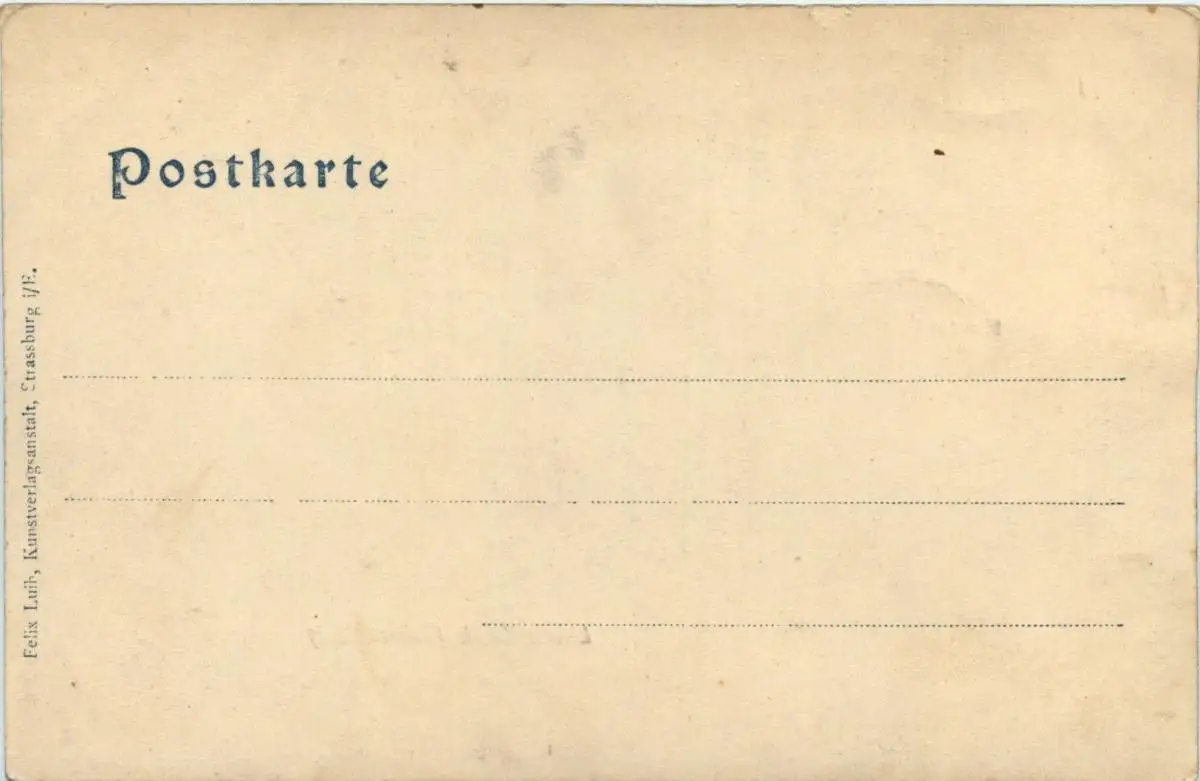 Postkarte
Felix Luib, Kunstverlagsanstalt, Strassburg i/E.